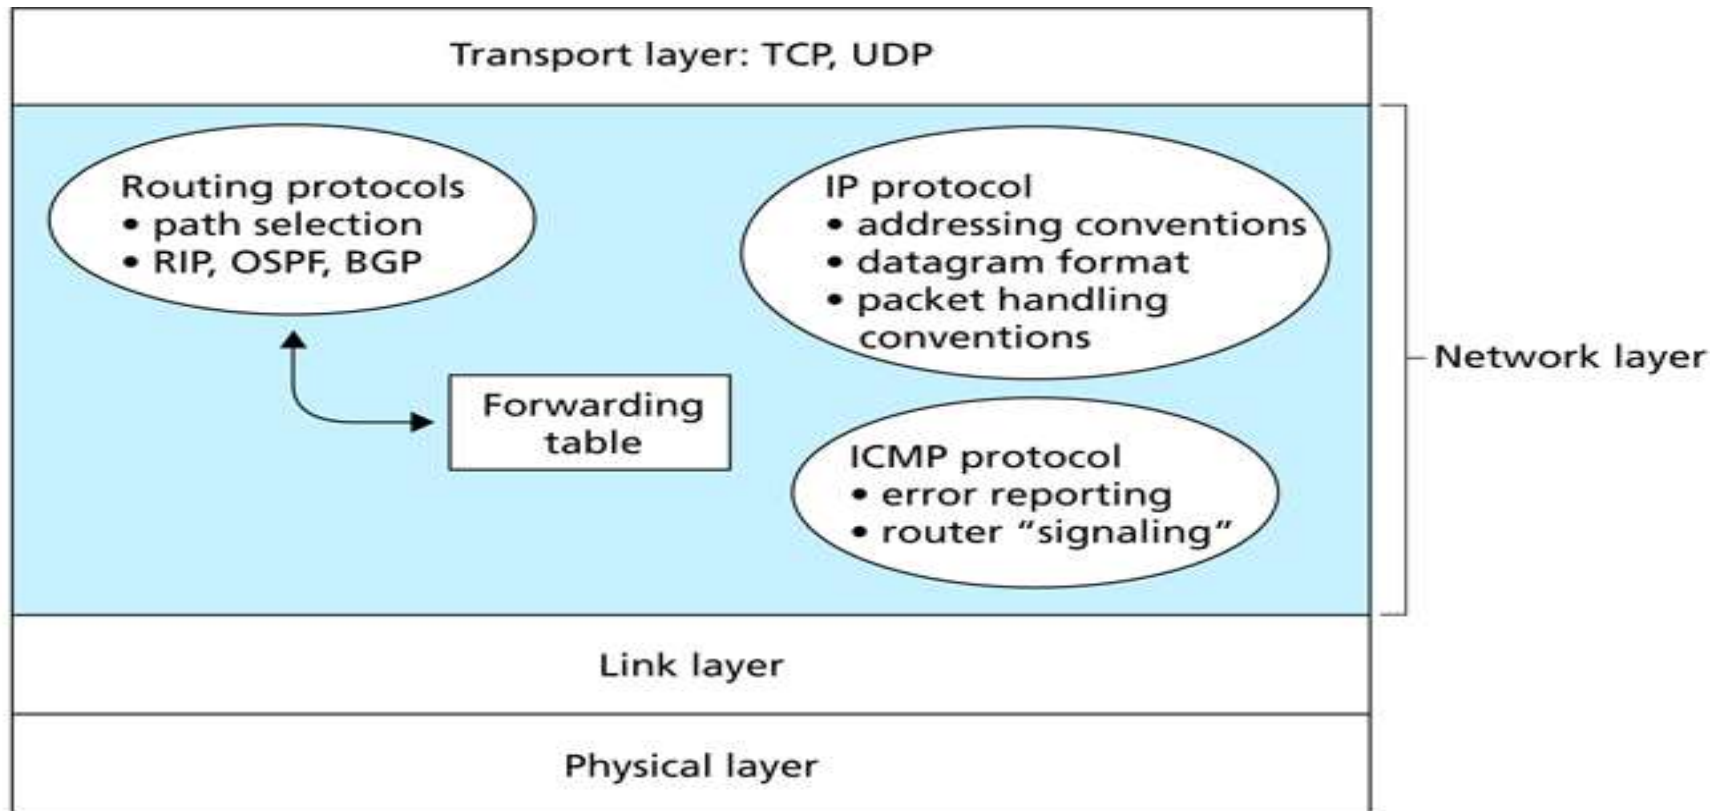 Transport layer: TCP, UDP
Routing protocols
• path selection
• RIP, OSPF, BGP
Forwarding
table
IP protocol
• addressing conventions
• datagram format
• packet handling
conventions
ICMP protocol
• error reporting
• router “signaling”
Network layer
Link layer
Physical layer